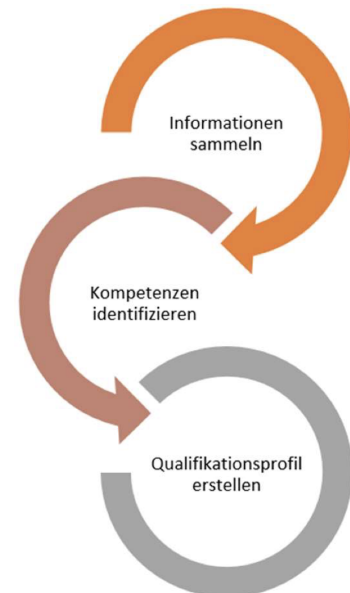 Informationen
sammeln
Kompetenzen
identifizieren
Qualifikationsprofil
erstellen